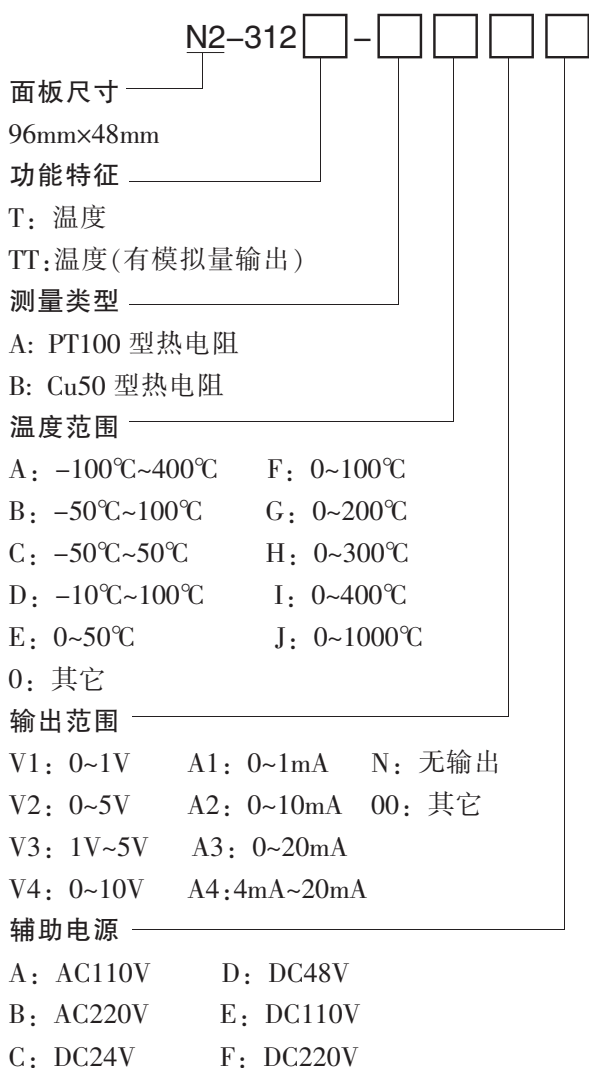 N2-312□-□□□□
面板尺寸
96mm×48mm
功能特征
T：温度
TT:温度(有模拟量输出)
测量类型
A: PT100 型热电阻
B: Cu50 型热电阻
温度范围
A：-100℃~400℃ F：0~100℃
B：-50℃~100℃ G：0~200℃
C：-50℃~50℃ H：0~300℃
D：-10℃~100℃ I：0~400℃
E：0~50℃ J：0~1000℃
0：其它
输出范围
V1：0~1V A1：0~1mA N：无输出
V2：0~5V A2：0~10mA 00：其它
V3：1V~5V A3：0~20mA
V4：0~10V A4:4mA~20mA
辅助电源
A：AC110V D：DC48V
B：AC220V E：DC110V
C：DC24V F：DC220V